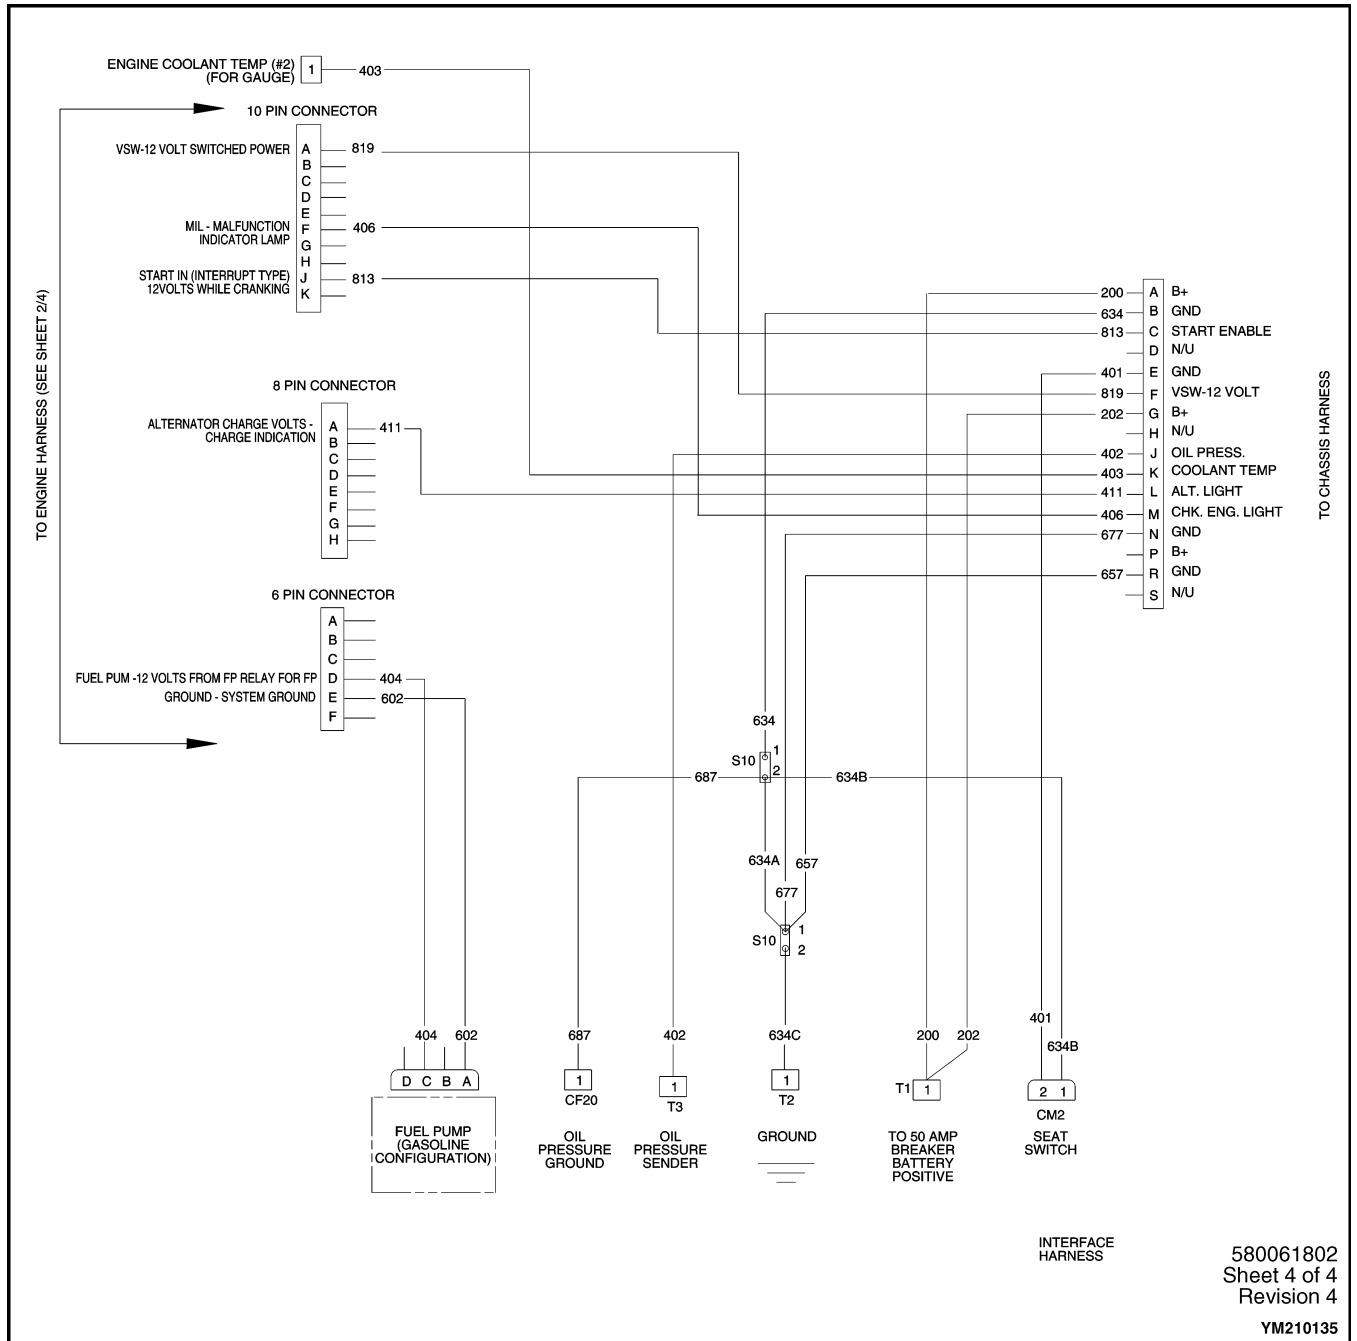 ENGINE COOLANT TEMP (#2)
(FOR GAUGE)
1
403
10 PIN CONNECTOR
VSW-12 VOLT SWITCHED POWER
A
819
B
C
D
E
MIL - MALFUNCTION
INDICATOR LAMP
F
406
G
H
START IN (INTERRUPT TYPE)
12VOLTS WHILE CRANKING
J
813
K
TO ENGINE HARNESS (SEE SHEET 2/4)
8 PIN CONNECTOR
ALTERNATOR CHARGE VOLTS -
CHARGE INDICATION
A
411
B
C
D
E
F
G
H
6 PIN CONNECTOR
A
B
C
FUEL PUM -12 VOLTS FROM FP RELAY FOR FP
D
404
GROUND - SYSTEM GROUND
E
602
F
200 A B+
634 B GND
813 C START ENABLE
D N/U
401 E GND
819 F VSW-12 VOLT
202 G B+
H N/U
402 J OIL PRESS.
403 K COOLANT TEMP
411 L ALT. LIGHT
406 M CHK. ENG. LIGHT
677 N GND
P B+
657 R GND
S N/U
TO CHASSIS HARNESS
634
S10
1
2
687
634B
634A
657
677
S10
1
2
404
602
687
402
634C
200
202
401
634B
D C B A
1
CF20
1
T3
1
T2
T1
1
2 1
CM2
FUEL PUMP
(GASOLINE
CONFIGURATION)
OIL
PRESSURE
GROUND
OIL
PRESSURE
SENDER
GROUND
TO 50 AMP
BREAKER
BATTERY
POSITIVE
SEAT
SWITCH
INTERFACE
HARNESS
580061802
Sheet 4 of 4
Revision 4
YM210135